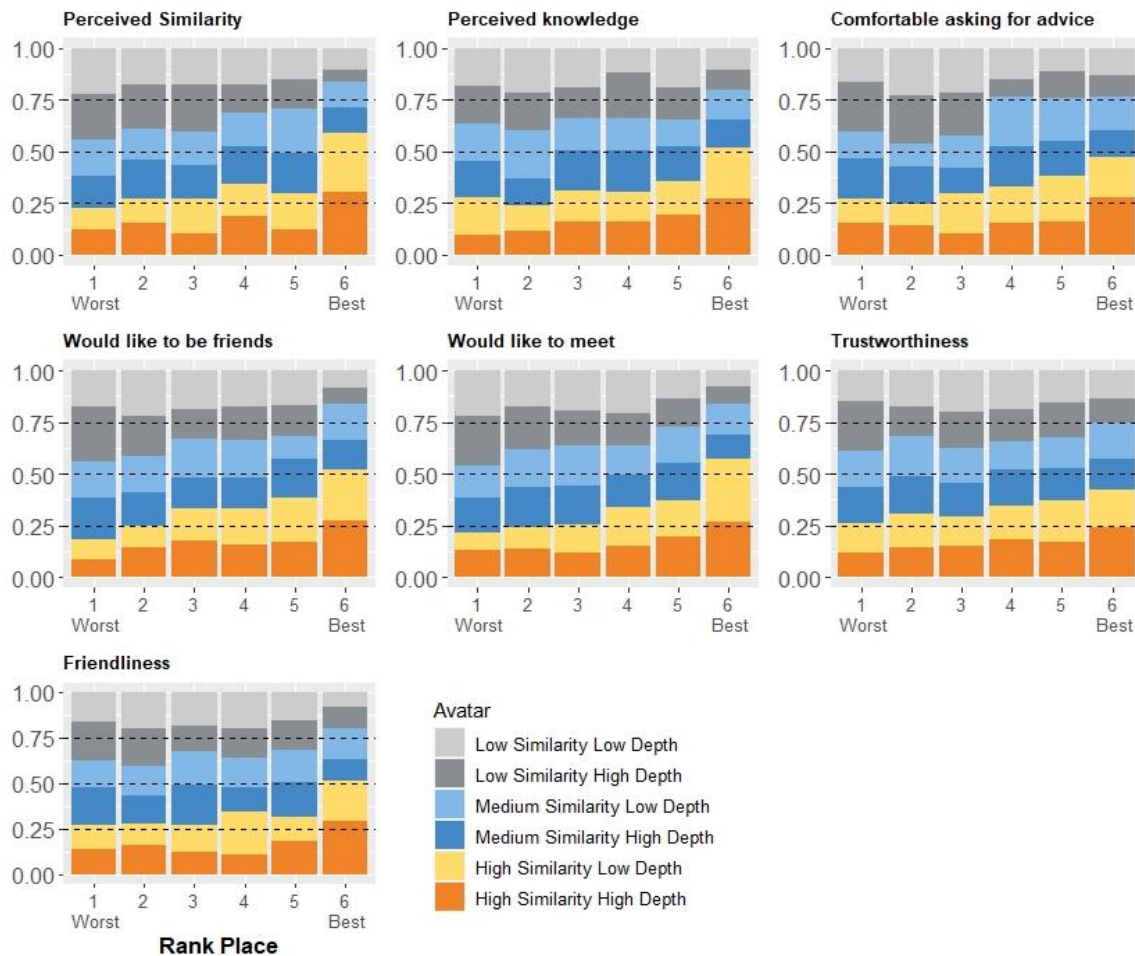 Perceived Similarity
Perceived knowledge
Comfortable asking for advice
1.00
0.75
0.50
0.25
0.00
1 2 3 4 5 6
Worst Best
1.00
0.75
0.50
0.25
0.00
1 2 3 4 5 6
Worst Best
1.00
0.75
0.50
0.25
0.00
1 2 3 4 5 6
Worst Best
Would like to be friends
Would like to meet
Trustworthiness
1.00
0.75
0.50
0.25
0.00
1 2 3 4 5 6
Worst Best
1.00
0.75
0.50
0.25
0.00
1 2 3 4 5 6
Worst Best
1.00
0.75
0.50
0.25
0.00
1 2 3 4 5 6
Worst Best
Friendliness
1.00
0.75
0.50
0.25
0.00
1 2 3 4 5 6
Worst Best
Rank Place
Avatar
Low Similarity Low Depth
Low Similarity High Depth
Medium Similarity Low Depth
Medium Similarity High Depth
High Similarity Low Depth
High Similarity High Depth